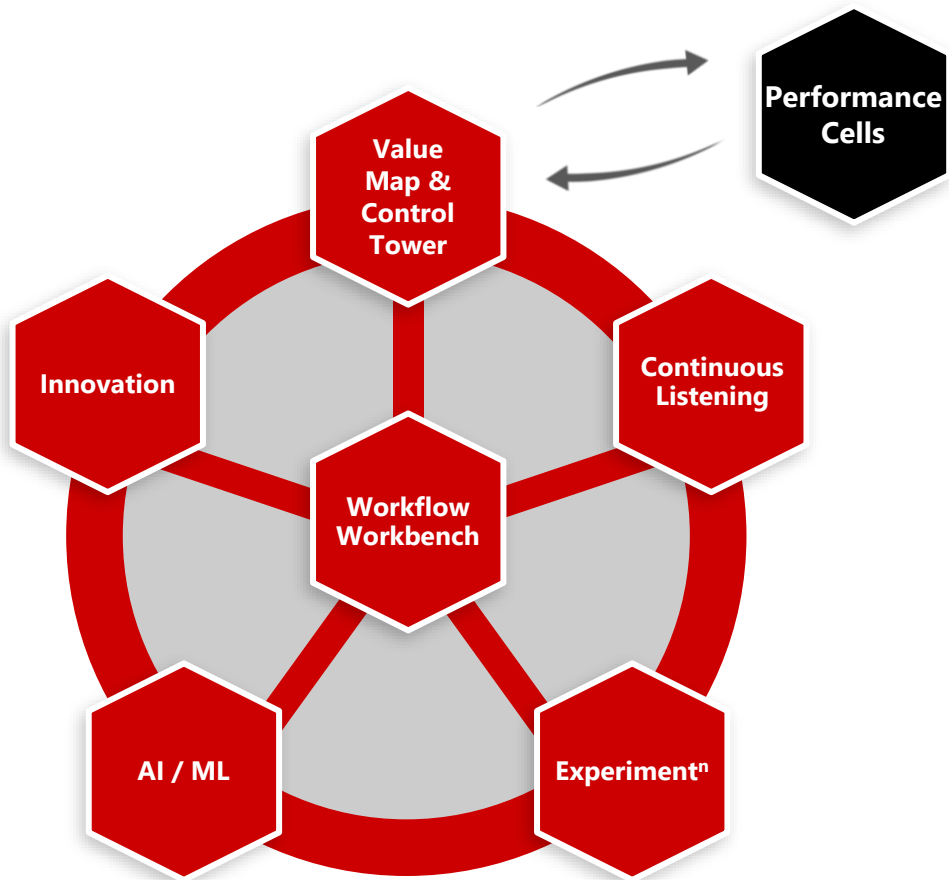 Performance
Cells
Value
Map &
Control
Tower
Innovation
Continuous
Listening
Workflow
Workbench
AI / ML
Experimentⁿ